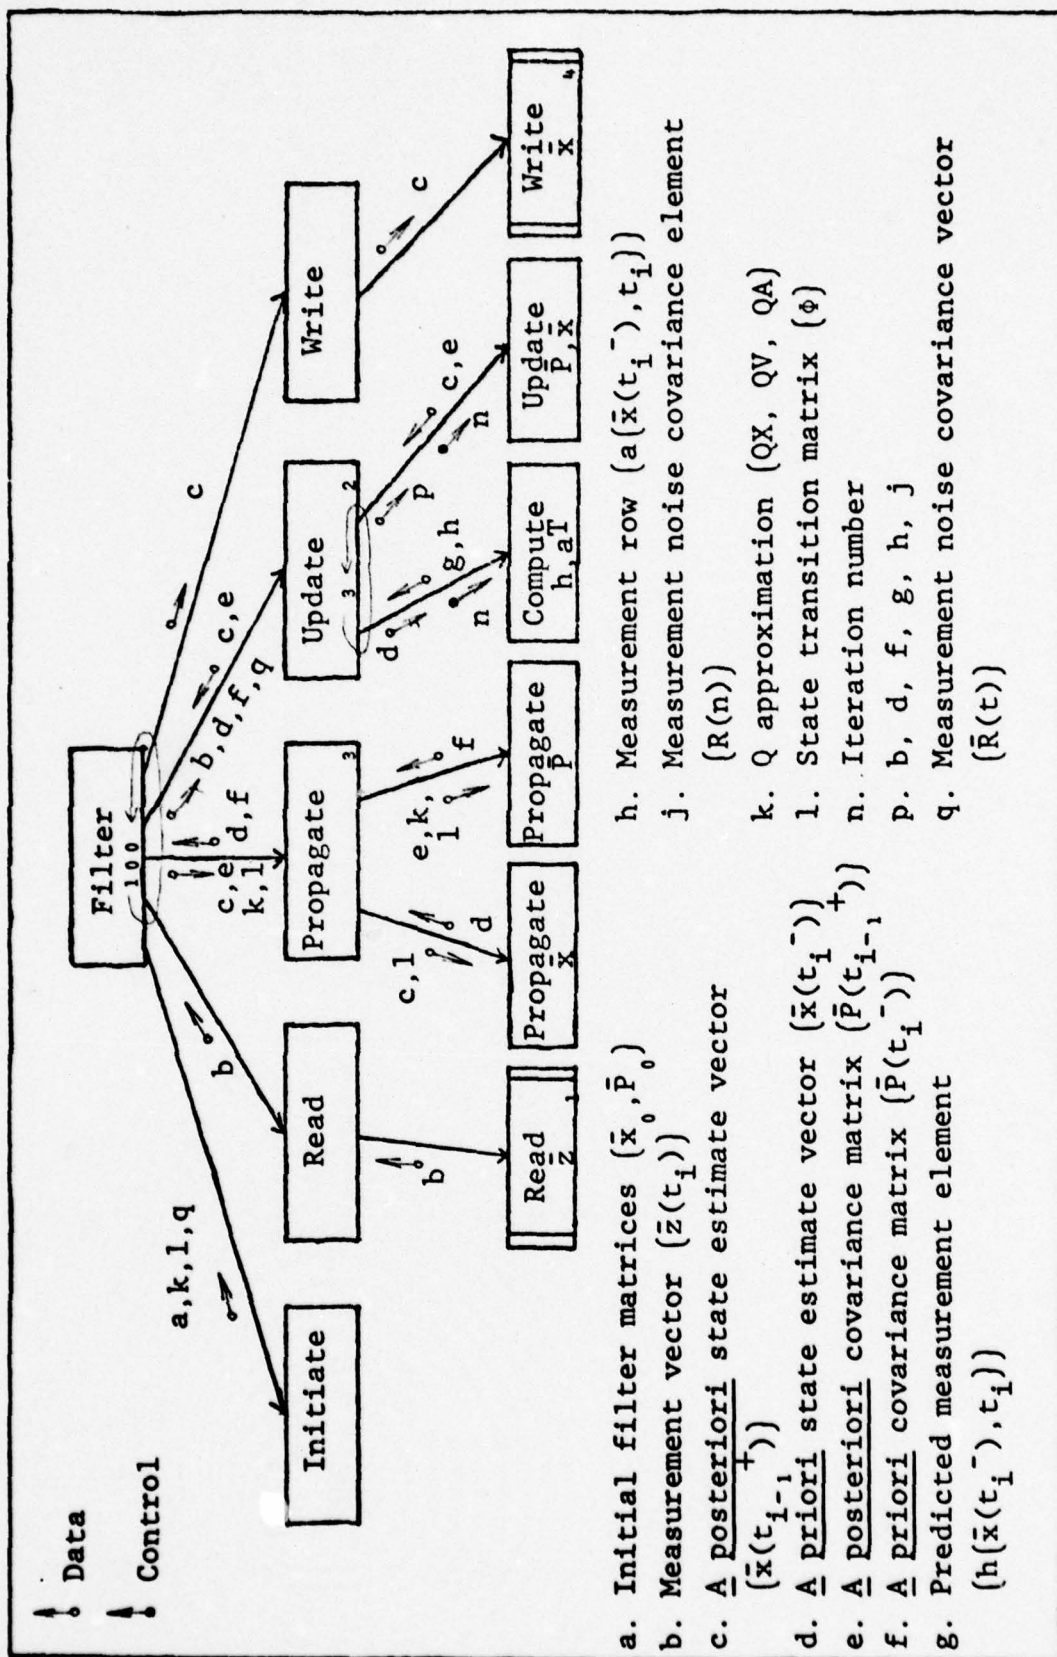 Data
Control
Filter
100
a,k,l,q
b
c,e
k,l
d,f
b,d,f,q
c,e
c
Initiate
Read
Propagate
3
Update
3
2
Write
b
c,l
d
e,k,
l
f
d
g,h
n
p
c,e
n
c
Read
z̄
1
Propagate
x̄
Propagate
P̄
Compute
h,aT
Update
P̄,x̄
Write
x̄
4
a. Initial filter matrices (x̄₀,P̄₀)
b. Measurement vector (z̄(tᵢ))
c. A posteriori state estimate vector
(x̄(tᵢ₋₁⁺))
d. A priori state estimate vector (x̄(tᵢ⁻))
e. A posteriori covariance matrix (P̄(tᵢ₋₁⁺))
f. A priori covariance matrix (P̄(tᵢ⁻))
g. Predicted measurement element
(h(x̄(tᵢ⁻),tᵢ))
h. Measurement row (a(x̄(tᵢ⁻),tᵢ))
j. Measurement noise covariance element
(R(n))
k. Q approximation (QX, QV, QA)
l. State transition matrix (Φ)
n. Iteration number
p. b, d, f, g, h, j
q. Measurement noise covariance vector
(R̄(t))